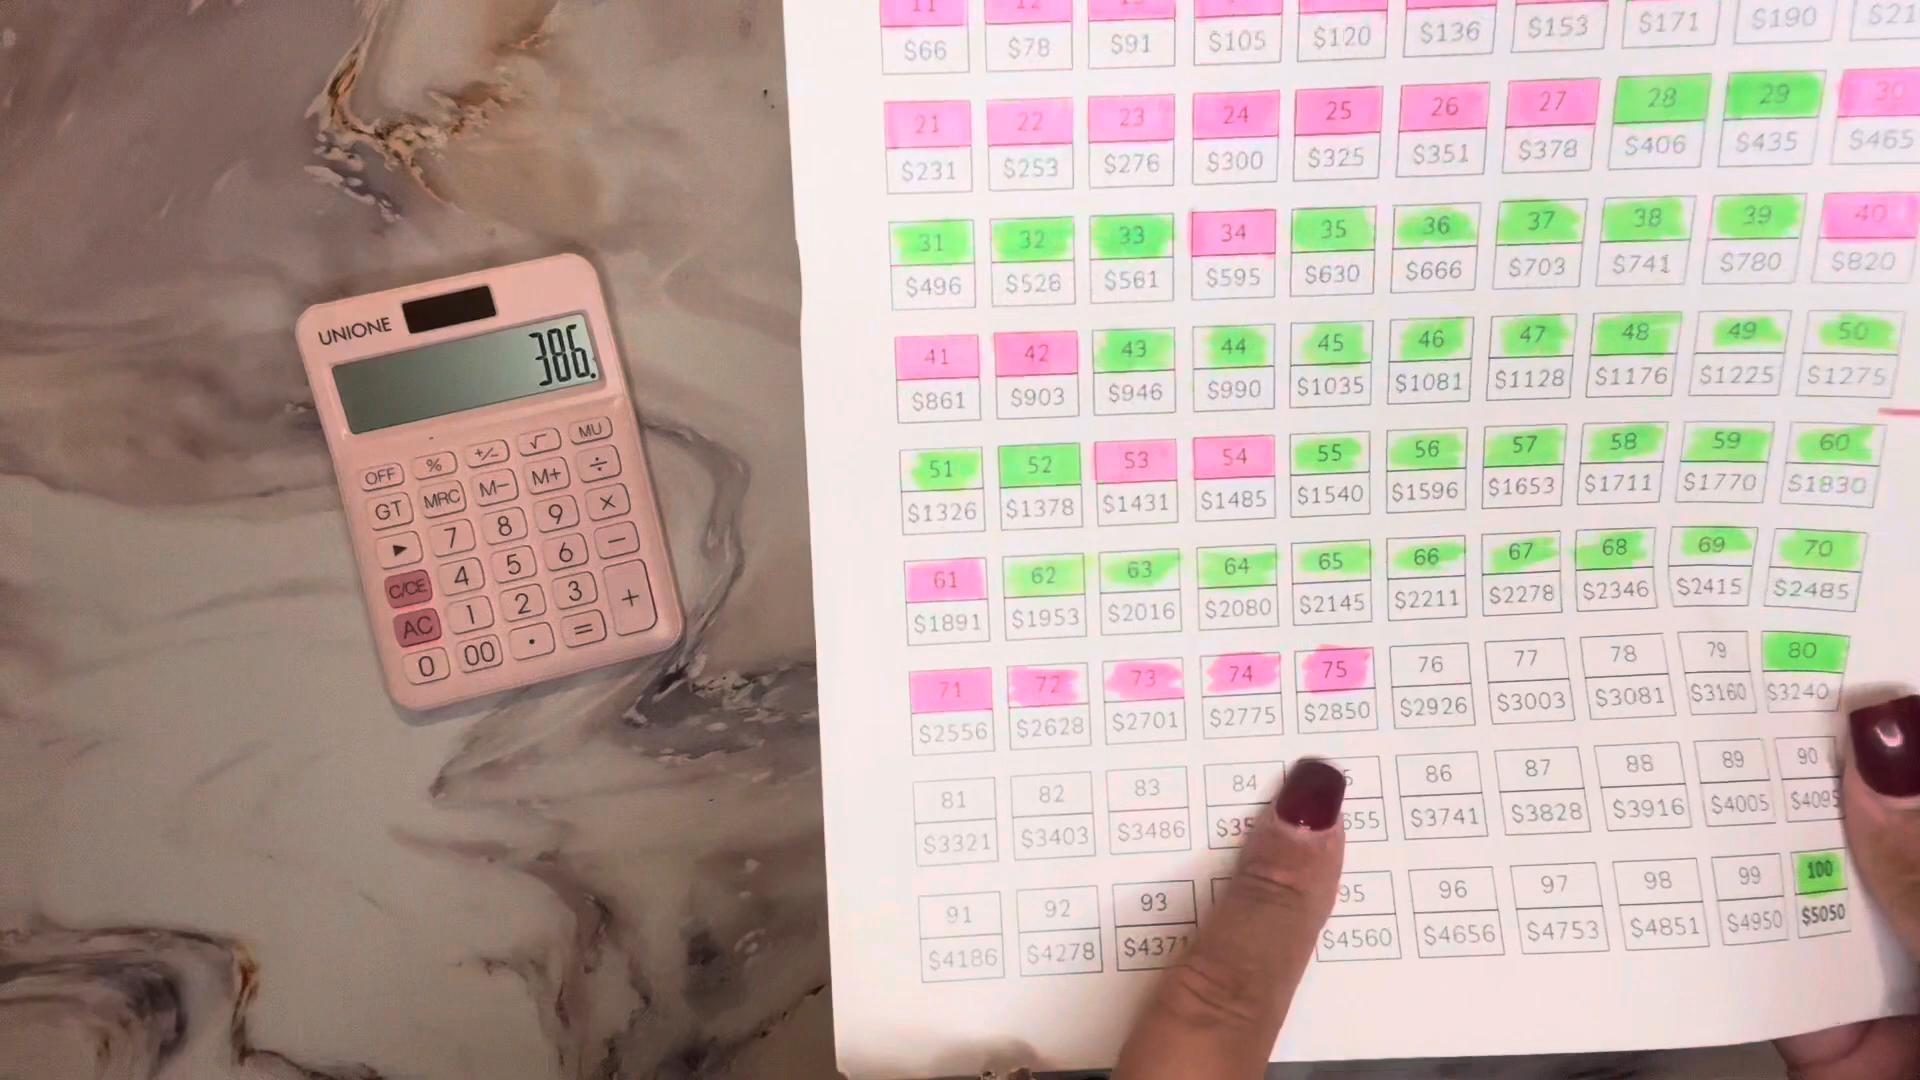 11 12
$66 $78 $91 $105 $120 $136 $153 $171 $190 $21
21 22 23 24 25 26 27 28 29 30
$231 $253 $276 $300 $325 $351 $378 $406 $435 $465
31 32 33 34 35 36 37 38 39 40
$496 $528 $561 $595 $630 $666 $703 $741 $780 $820
41 42 43 44 45 46 47 48 49 50
$861 $903 $946 $990 $1035 $1081 $1128 $1176 $1225 $1275
51 52 53 54 55 56 57 58 59 60
$1326 $1378 $1431 $1485 $1540 $1596 $1653 $1711 $1770 $1830
61 62 63 64 65 66 67 68 69 70
$1891 $1953 $2016 $2080 $2145 $2211 $2278 $2346 $2415 $2485
71 72 73 74 75 76 77 78 79 80
$2556 $2628 $2701 $2775 $2850 $2926 $3003 $3081 $3160 $3240
81 82 83 84 5 86 87 88 89 90
$3321 $3403 $3486 $35 655 $3741 $3828 $3916 $4005 $4095
91 92 93 95 96 97 98 99 100
$4186 $4278 $4371 $4560 $4656 $4753 $4851 $4950 $5050
UNIONE
386.
OFF % +/− √ MU
GT MRC M− M+ ÷
▶ 7 8 9 ×
C/CE 4 5 6 −
AC 1 2 3 +
0 00 . =